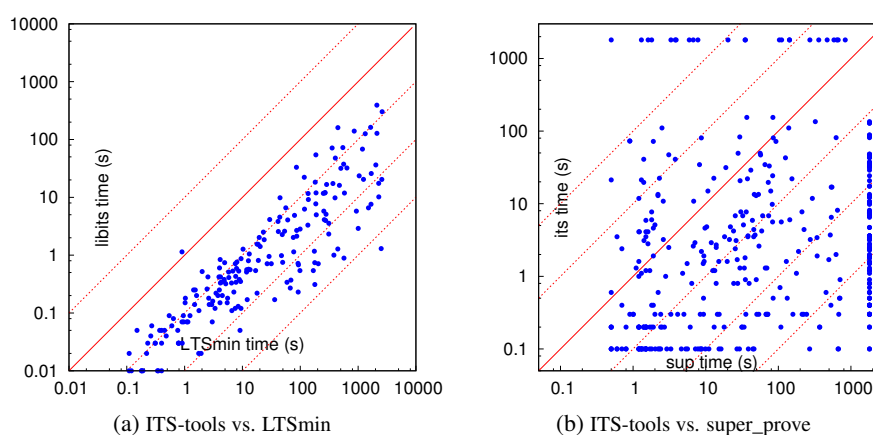 10000
1000
100
10
1
0.1
0.01
0.01 0.1 1 10 100 1000 10000
libits time (s)
LTSmin time (s)
(a) ITS-tools vs. LTSmin
1000
100
10
1
0.1
0.1 1 10 100 1000
its time (s)
sup time (s)
(b) ITS-tools vs. super_prove